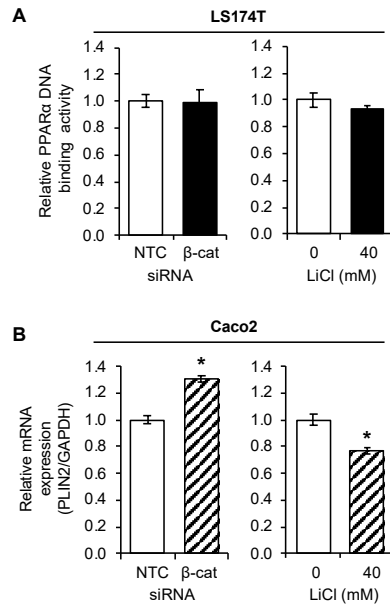 A
LS174T
Relative PPARα DNA
binding activity
1.4
1.2
1.0
0.8
0.6
0.4
0.2
0.0
NTC β-cat
siRNA
1.4
1.2
1.0
0.8
0.6
0.4
0.2
0.0
0 40
LiCl (mM)
B
Caco2
Relative mRNA
expression
(PLIN2/GAPDH)
1.4
1.2
1.0
0.8
0.6
0.4
0.2
0.0
*
NTC β-cat
siRNA
1.4
1.2
1.0
0.8
0.6
0.4
0.2
0.0
*
0 40
LiCl (mM)